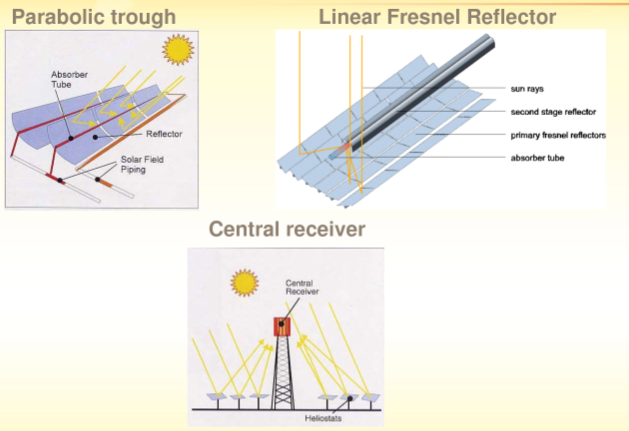 Parabolic trough
Linear Fresnel Reflector
Absorber
Tube
Reflector
Solar Field
Piping
sun rays
second stage reflector
primary fresnel reflectors
absorber tube
Central receiver
Central
Receiver
Heliostats